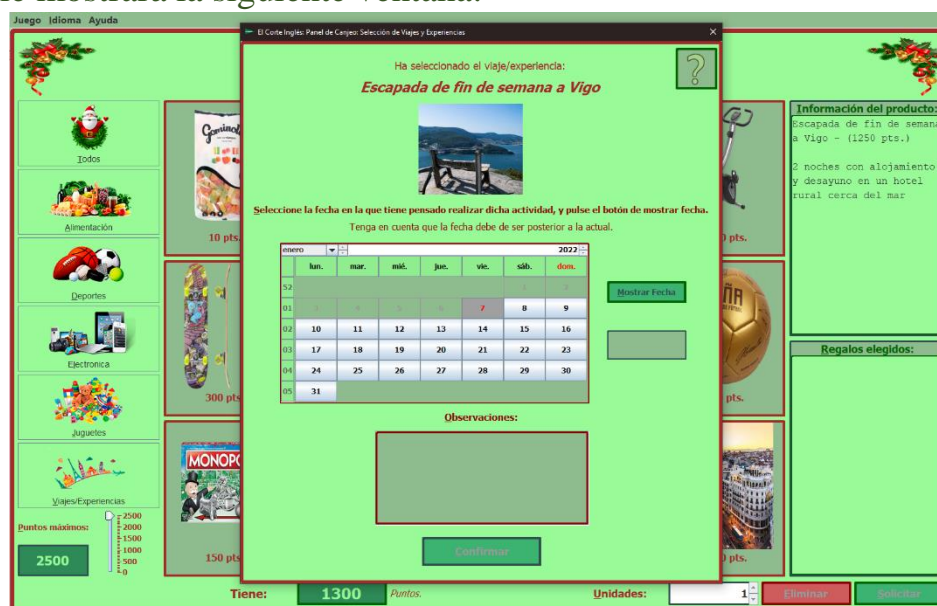 Juego Idioma Ayuda
El Corte Inglés: Panel de Canjeo: Selección de Viajes y Experiencias
Ha seleccionado el viaje/experiencia:
?
Escapada de fin de semana a Vigo
Todos
Alimentación
Deportes
Electronica
Juguetes
Viajes/Experiencias
Puntos máximos:
2500
2500
2000
1500
1000
500
0
10 pts.
300 pts
MONOPO
150 pts
Seleccione la fecha en la que tiene pensado realizar dicha actividad, y pulse el botón de mostrar fecha.
Tenga en cuenta que la fecha debe de ser posterior a la actual.
enero 2022
lun. mar. mié. jue. vie. sáb. dom.
52 1 2
01 3 4 5 6 7 8 9
02 10 11 12 13 14 15 16
03 17 18 19 20 21 22 23
04 24 25 26 27 28 29 30
05 31
Mostrar Fecha
Observaciones:
Confirmar
pts.
pts.
pts.
Información del producto:
Escapada de fin de semana
a Vigo - (1250 pts.)
2 noches con alojamiento
y desayuno en un hotel
rural cerca del mar
Regalos elegidos:
Tiene: 1300 Puntos. Unidades: 1 Eliminar Solicitar